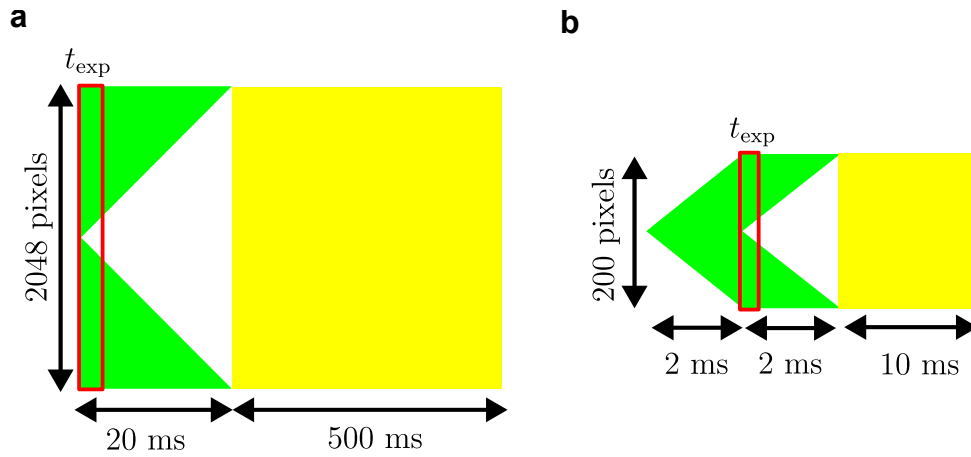 a
t_exp
2048 pixels
20 ms
500 ms
b
t_exp
200 pixels
2 ms
2 ms
10 ms